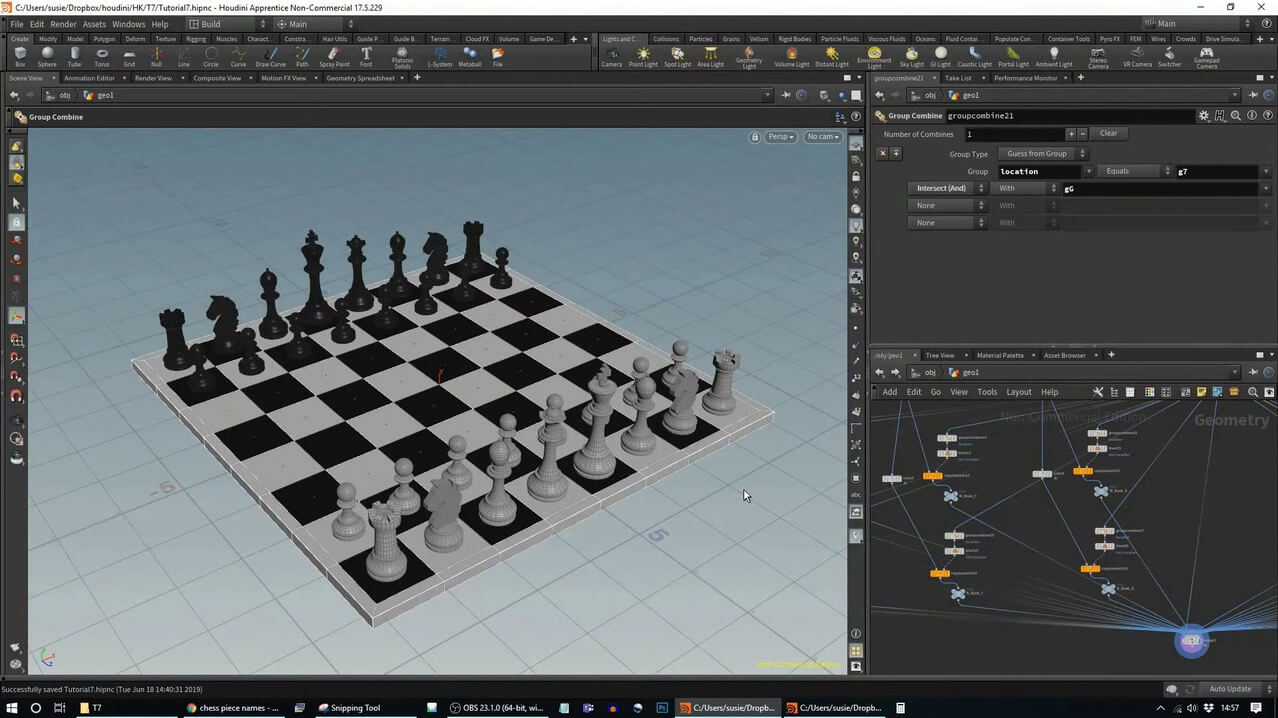 C:/Users/susie/Dropbox/houdini/HK/T7/Tutorial7.hipnc - Houdini Apprentice Non-Commercial 17.5.229
File Edit Render Assets Windows Help Build Main Main
Create Modify Model Polygon Deform Texture Rigging Muscles Charact... Constra... Hair Utils Guide P... Guide B... Terrain... Cloud FX Volume Game De...
Lights and C... Collisions Particles Grains Vellum Rigid Bodies Particle Fluids Viscous Fluids Oceans Fluid Contai... Populate Con... Container Tools Pyro FX FEM Wires Crowds Drive Simula...
Box Sphere Tube Torus Grid Null Line Circle Curve Draw Curve Path Spray Paint Font Platonic Solids L-System Metaball File
Camera Point Light Spot Light Area Light Geometry Light Volume Light Distant Light Environment Light Sky Light GI Light Caustic Light Portal Light Ambient Light Stereo Camera VR Camera Switcher Gamepad Camera
Scene View Animation Editor Render View Composite View Motion FX View Geometry Spreadsheet
groupcombine21 Take List Performance Monitor
obj geo1
obj geo1
Group Combine
Group Combine groupcombine21
Persp No cam
Number of Combines 1 Clear
Group Type Guess from Group
Group location Equals g7
Intersect (And) With gG
None With
None With
-5
5
y
abc
Non-Commercial Edition
/obj/geo1 Tree View Material Palette Asset Browser
obj geo1
Add Edit Go View Tools Layout Help
Non-Commercial Edition
Geometry
Successfully saved Tutorial7.hipnc (Tue Jun 18 14:40:31 2019)
Auto Update
T7 chess piece names - ... Snipping Tool OBS 23.1.0 (64-bit, wi... C:/Users/susie/Dropb... C:/Users/susie/Dropb... 14:57